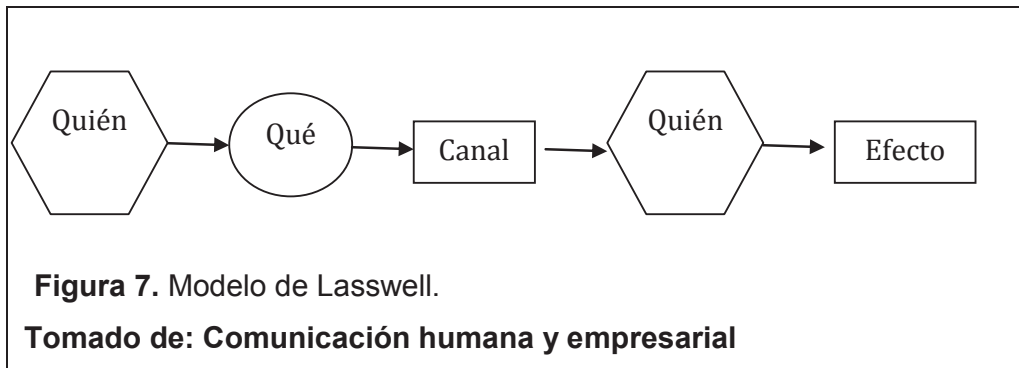 Quién
Qué
Canal
Quién
Efecto
Figura 7. Modelo de Lasswell.
Tomado de: Comunicación humana y empresarial